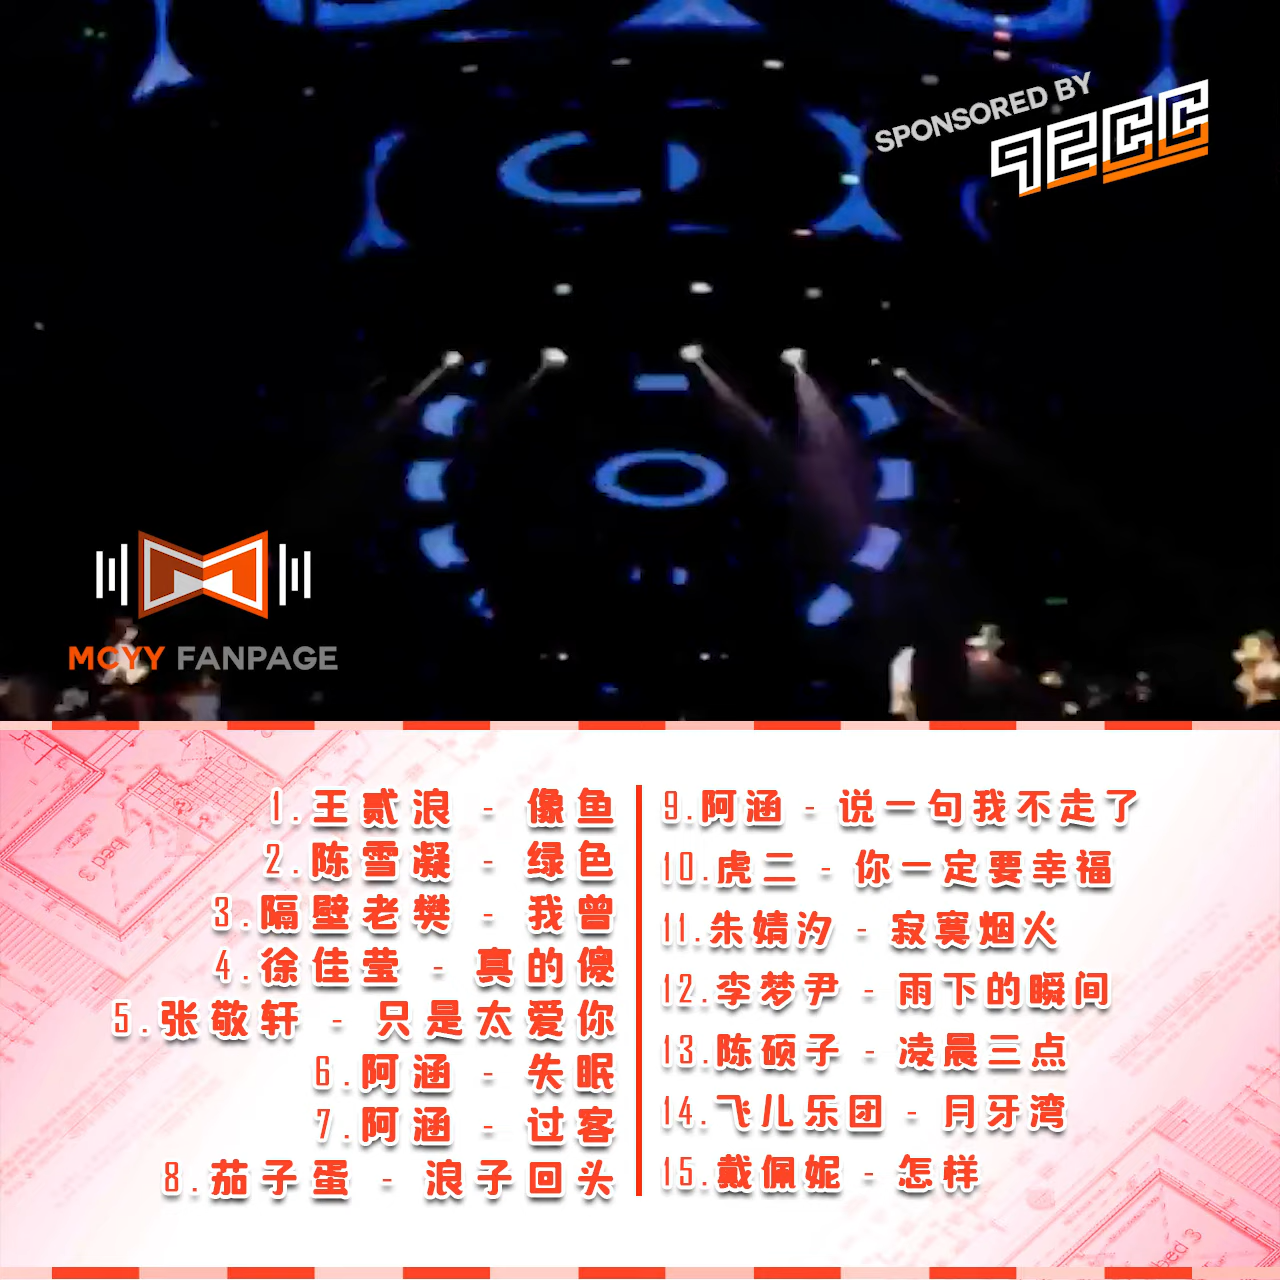 SPONSORED BY
92CC
MCYY FANPAGE
1.王贰浪 - 像鱼
2.陈雪凝 - 绿色
3.隔壁老樊 - 我曾
4.徐佳莹 - 真的傻
5.张敬轩 - 只是太爱你
6.阿涵 - 失眠
7.阿涵 - 过客
8.茄子蛋 - 浪子回头
9.阿涵 - 说一句我不走了
10.虎二 - 你一定要幸福
11.朱婧汐 - 寂寞烟火
12.李梦尹 - 雨下的瞬间
13.陈硕子 - 凌晨三点
14.飞儿乐团 - 月牙湾
15.戴佩妮 - 怎样